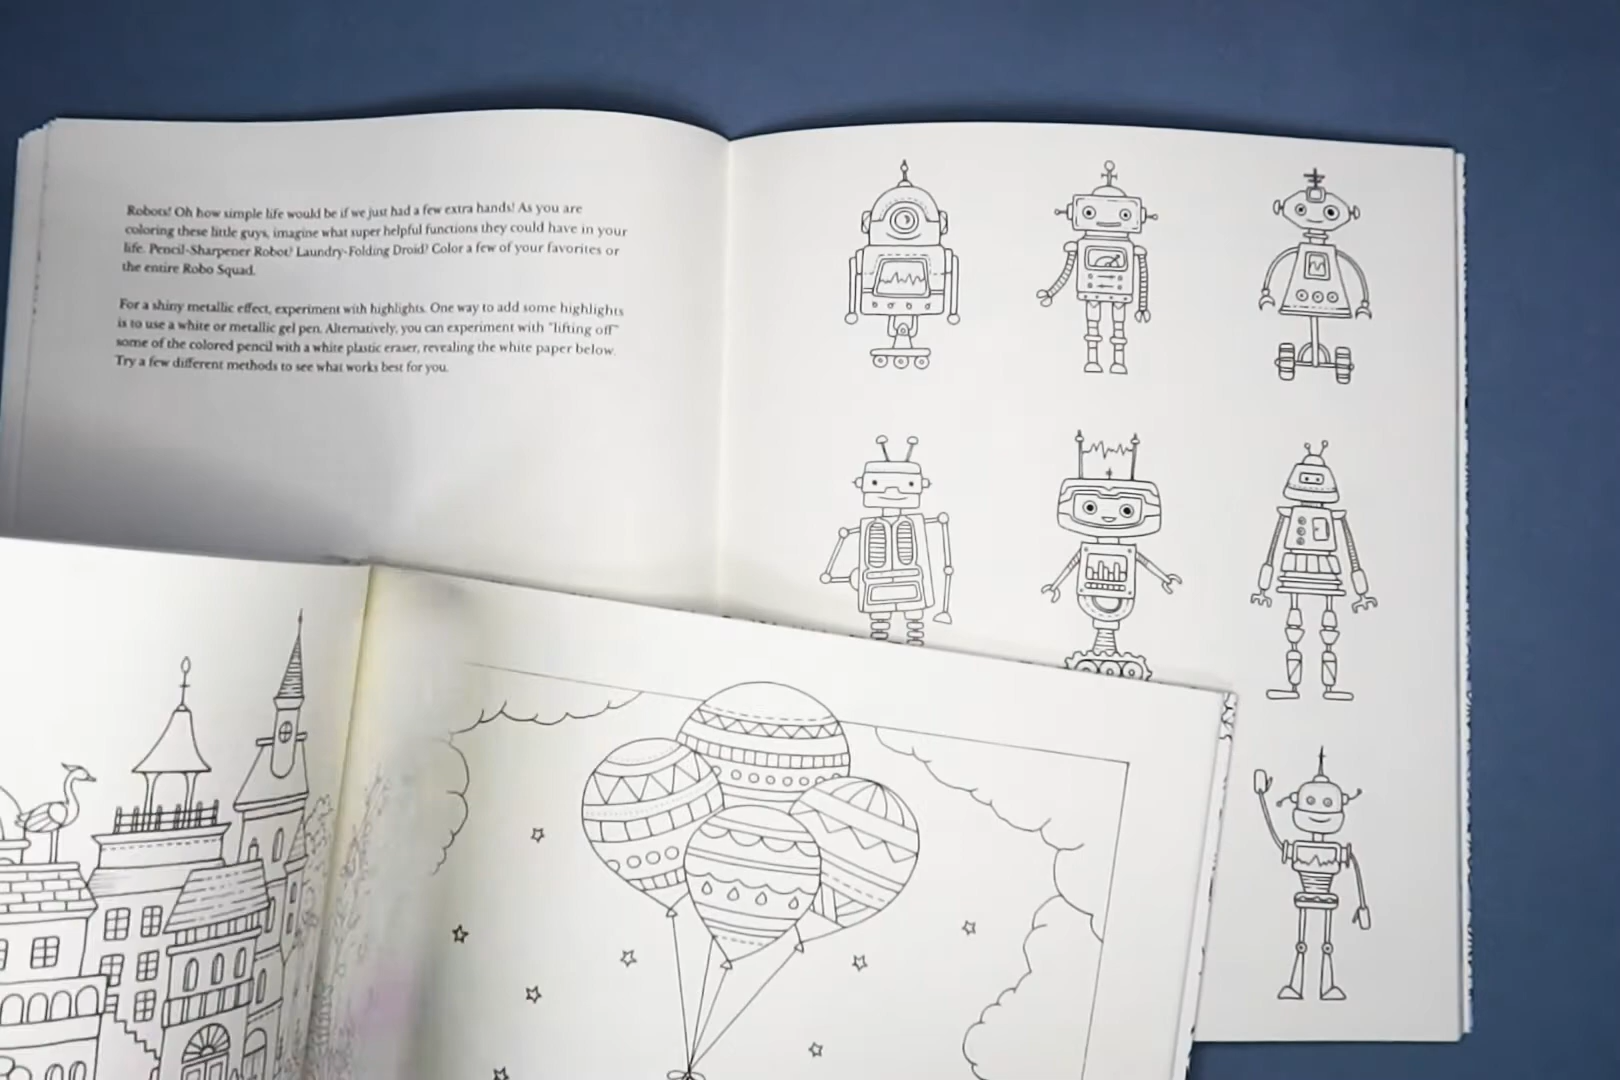 Robots! Oh how simple life would be if we just had a few extra hands! As you are
coloring these little guys, imagine what super helpful functions they could have in your
life. Pencil-Sharpener Robot? Laundry-Folding Droid? Color a few of your favorites or
the entire Robo Squad.
For a shiny metallic effect, experiment with highlights. One way to add some highlights
is to use a white or metallic gel pen. Alternatively, you can experiment with "lifting off"
some of the colored pencil with a white plastic eraser, revealing the white paper below.
Try a few different methods to see what works best for you.